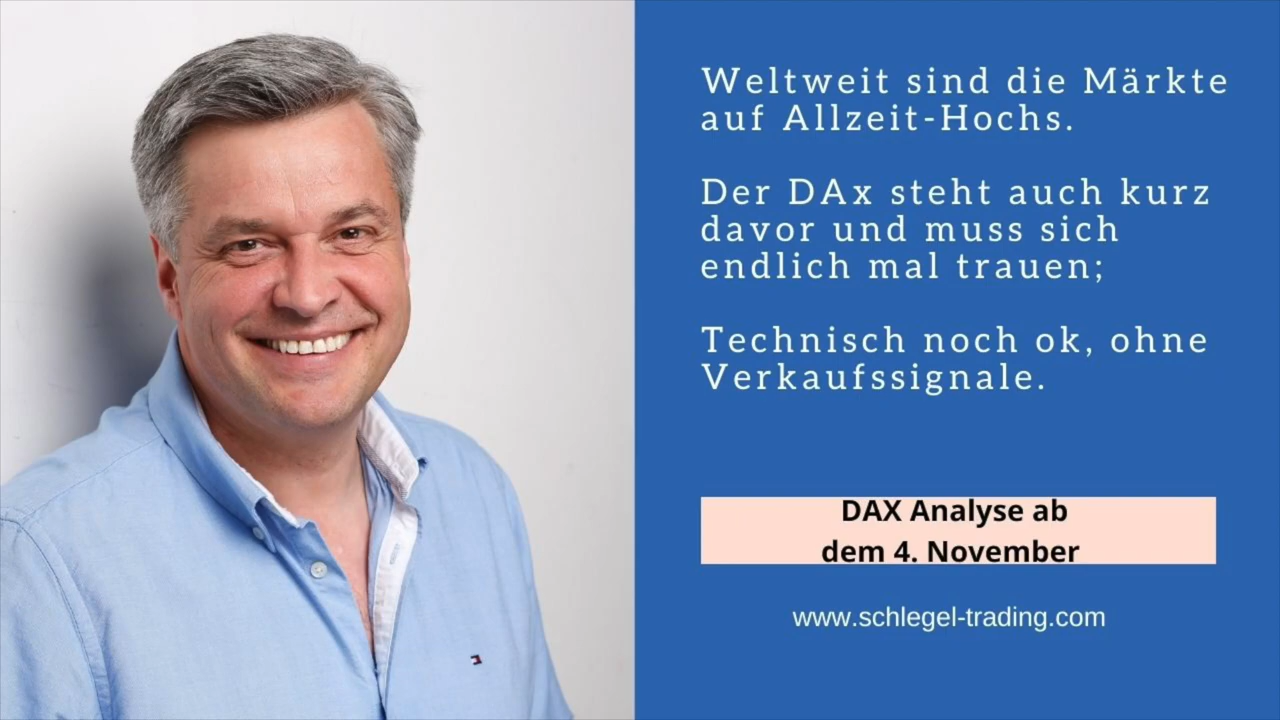 Weltweit sind die Märkte
auf Allzeit-Hochs.
Der DAx steht auch kurz
davor und muss sich
endlich mal trauen;
Technisch noch ok, ohne
Verkaufssignale.
DAX Analyse ab
dem 4. November
www.schlegel-trading.com